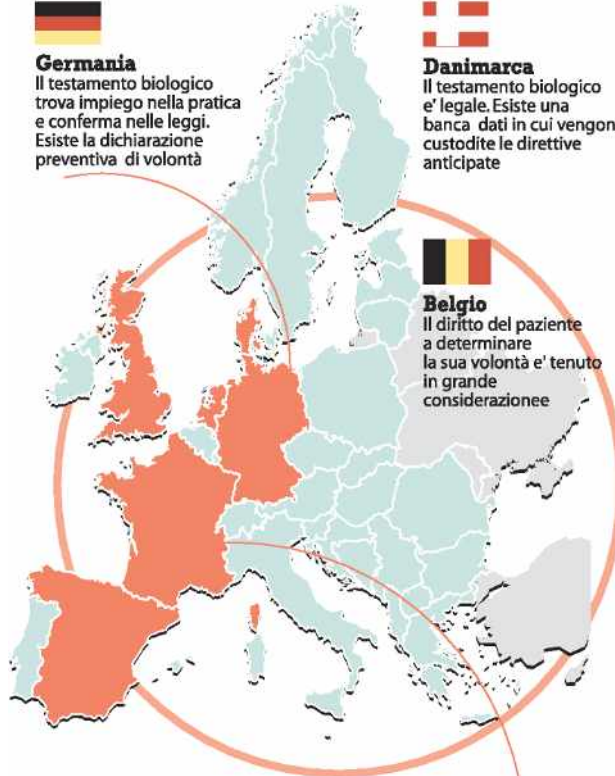 Germania
Il testamento biologico
trova impiego nella pratica
e conferma nelle leggi.
Esiste la dichiarazione
preventiva di volontà
Danimarca
Il testamento biologico
e' legale. Esiste una
banca dati in cui vengon
custodite le direttive
anticipate
Belgio
Il diritto del paziente
a determinare
la sua volontà e' tenuto
in grande
considerazionee